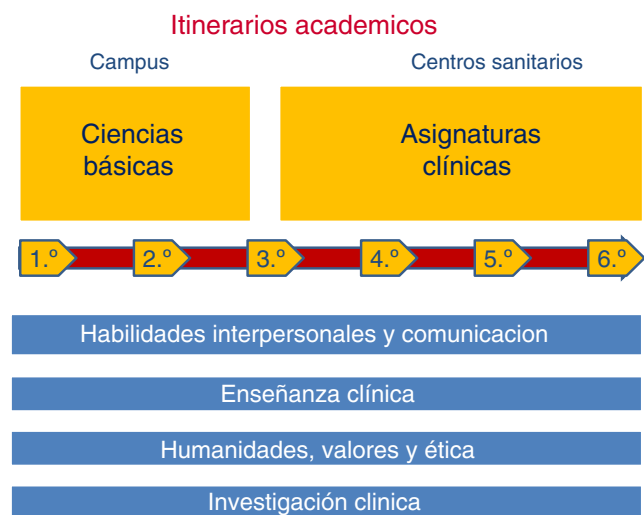 Itinerarios academicos
Campus
Centros sanitarios
Ciencias
básicas
Asignaturas
clínicas
1.º 2.º 3.º 4.º 5.º 6.º
Habilidades interpersonales y comunicacion
Enseñanza clínica
Humanidades, valores y ética
Investigación clinica